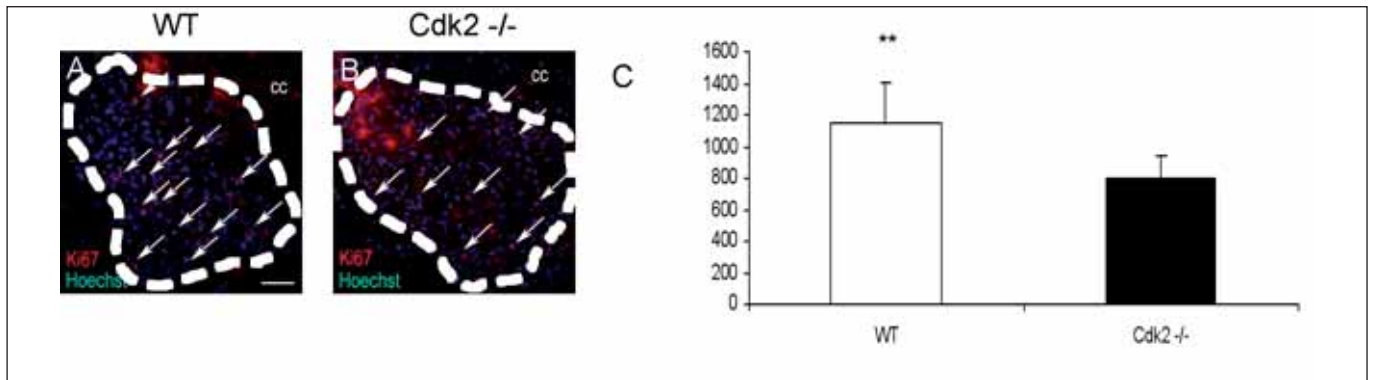 WT
Cdk2 -/-
A
cc
Ki67
Hoechst
B
cc
Ki67
Hoechst
C
**
1600
1400
1200
1000
800
600
400
200
0
WT
Cdk2 -/-